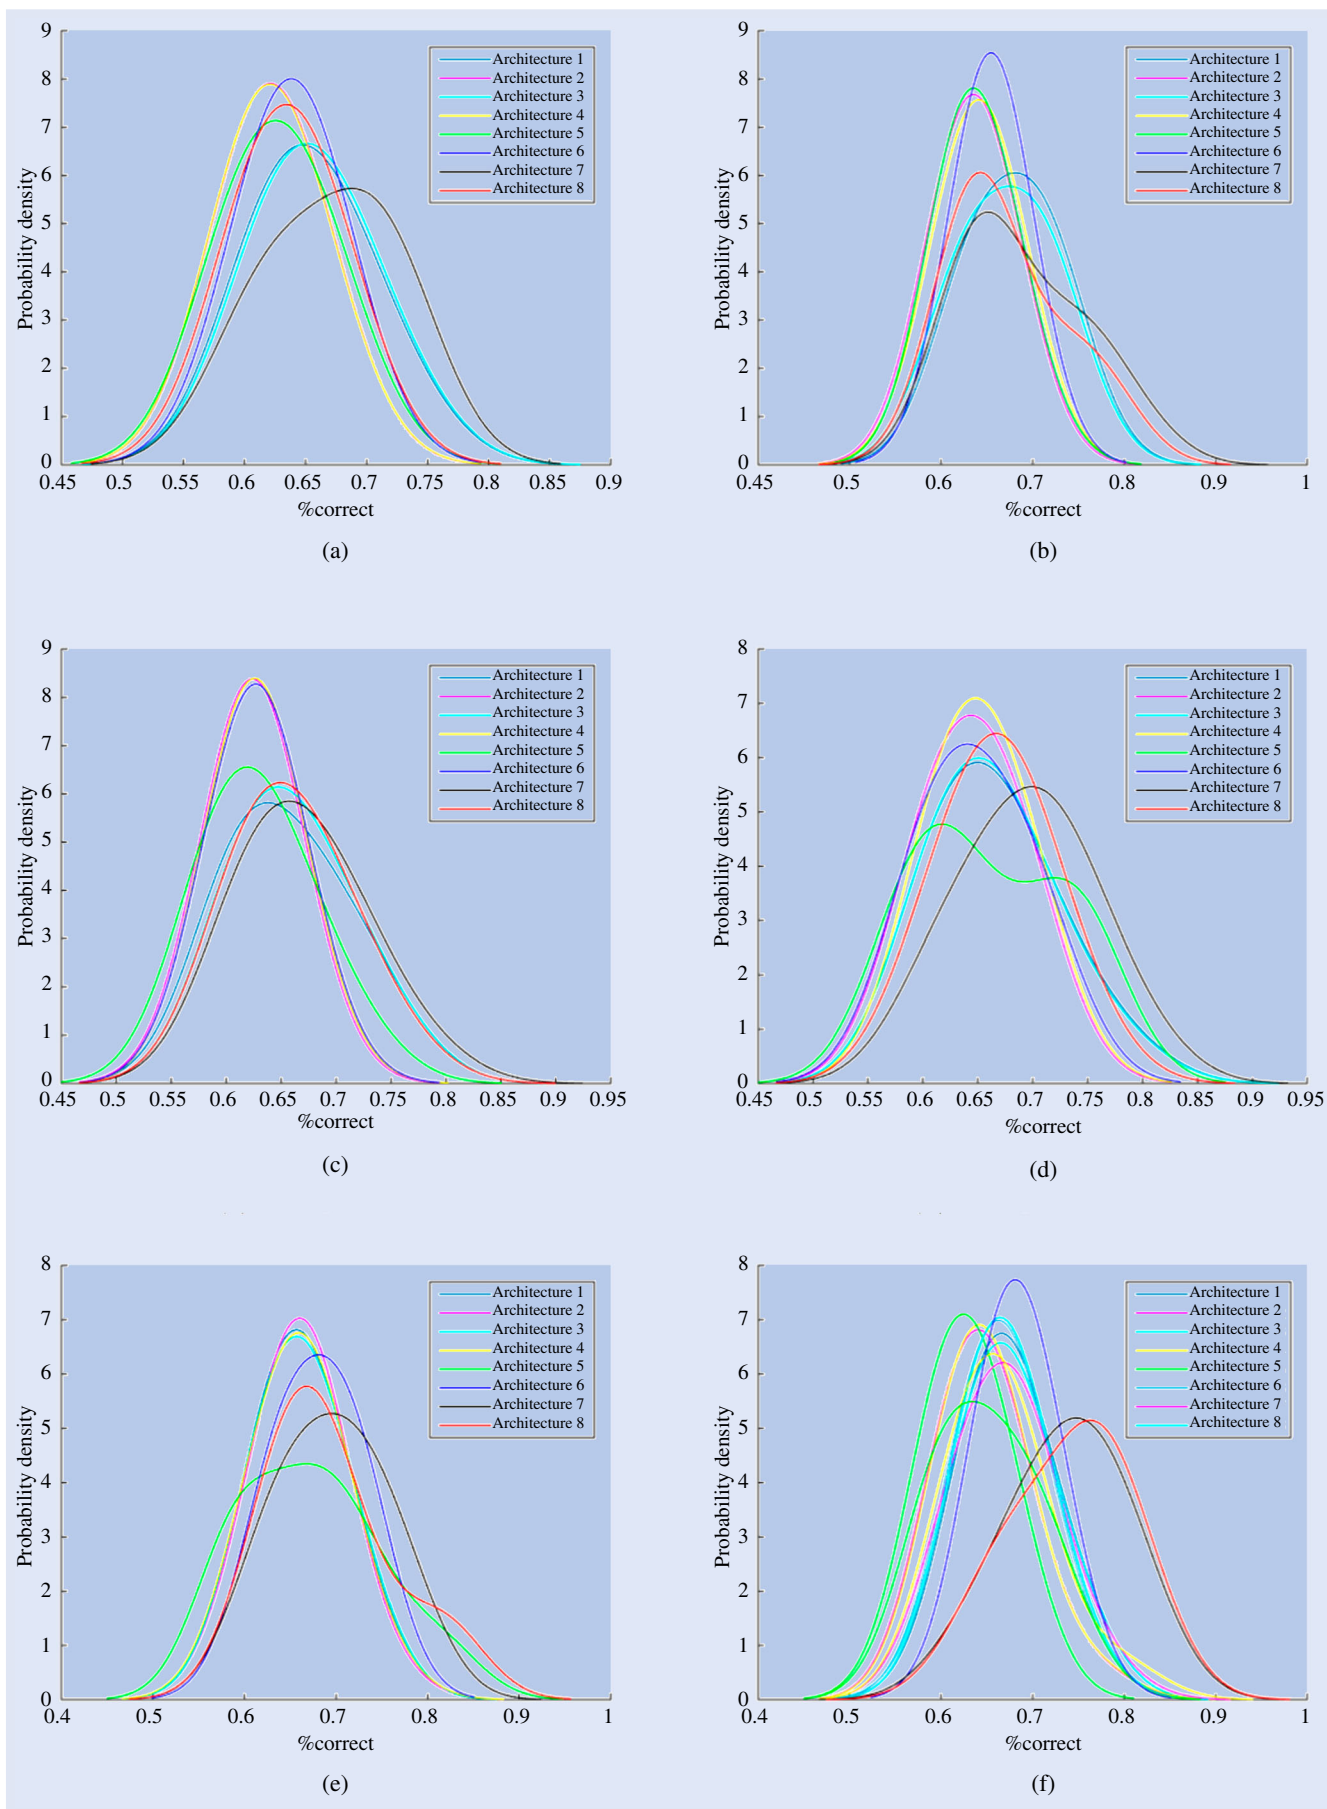 9
8
7
6
5
4
3
2
1
0
Probability density
Architecture 1
Architecture 2
Architecture 3
Architecture 4
Architecture 5
Architecture 6
Architecture 7
Architecture 8
0.45 0.5 0.55 0.6 0.65 0.7 0.75 0.8 0.85 0.9
%correct
(a)
9
8
7
6
5
4
3
2
1
0
Probability density
Architecture 1
Architecture 2
Architecture 3
Architecture 4
Architecture 5
Architecture 6
Architecture 7
Architecture 8
0.45 0.5 0.6 0.7 0.8 0.9 1
%correct
(b)
9
8
7
6
5
4
3
2
1
0
Probability density
Architecture 1
Architecture 2
Architecture 3
Architecture 4
Architecture 5
Architecture 6
Architecture 7
Architecture 8
0.45 0.5 0.55 0.6 0.65 0.7 0.75 0.8 0.85 0.9 0.95
%correct
(c)
8
7
6
5
4
3
2
1
0
Probability density
Architecture 1
Architecture 2
Architecture 3
Architecture 4
Architecture 5
Architecture 6
Architecture 7
Architecture 8
0.45 0.5 0.55 0.6 0.65 0.7 0.75 0.8 0.85 0.9 0.95
%correct
(d)
8
7
6
5
4
3
2
1
0
Probability density
Architecture 1
Architecture 2
Architecture 3
Architecture 4
Architecture 5
Architecture 6
Architecture 7
Architecture 8
0.4 0.5 0.6 0.7 0.8 0.9 1
%correct
(e)
8
7
6
5
4
3
2
1
0
Probability density
Architecture 1
Architecture 2
Architecture 3
Architecture 4
Architecture 5
Architecture 6
Architecture 7
Architecture 8
0.4 0.5 0.6 0.7 0.8 0.9 1
%correct
(f)